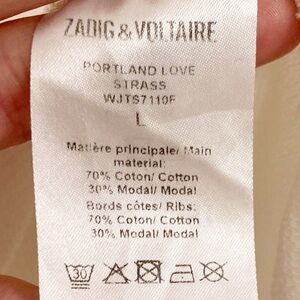 ZADIG & VOLTAIRE
PORTLAND LOVE
STRASS
WJTS7110F
L
Matière principale/ Main
material:
70% Coton/ Cotton
30% Modal/ Modal
Bords côtes/ Ribs:
70% Coton/ Cotton
30% Modal/ Modal
30